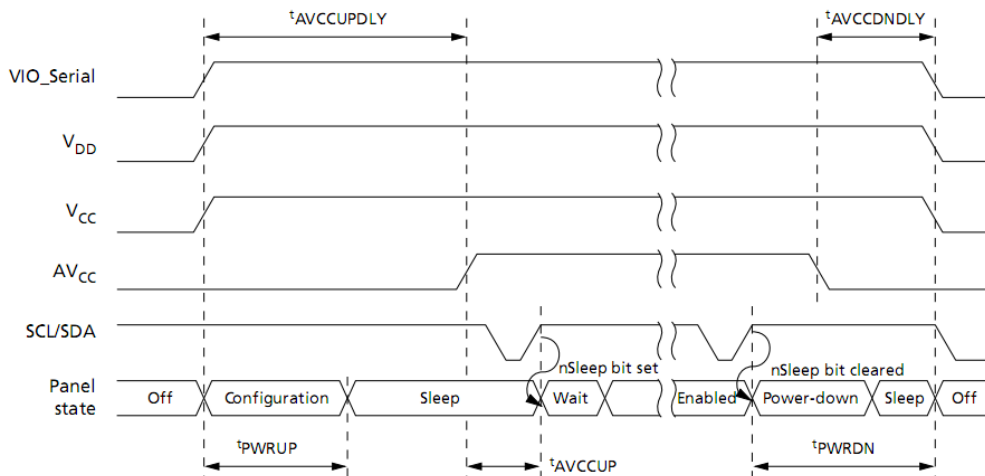 tAVCCUPDLY tAVCCDNDLY
VIO_Serial
VDD
VCC
AVCC
SCL/SDA
nSleep bit set nSleep bit cleared
Panel state Off Configuration Sleep Wait Enabled Power-down Sleep Off
tPWRUP tAVCCUP tPWRDN